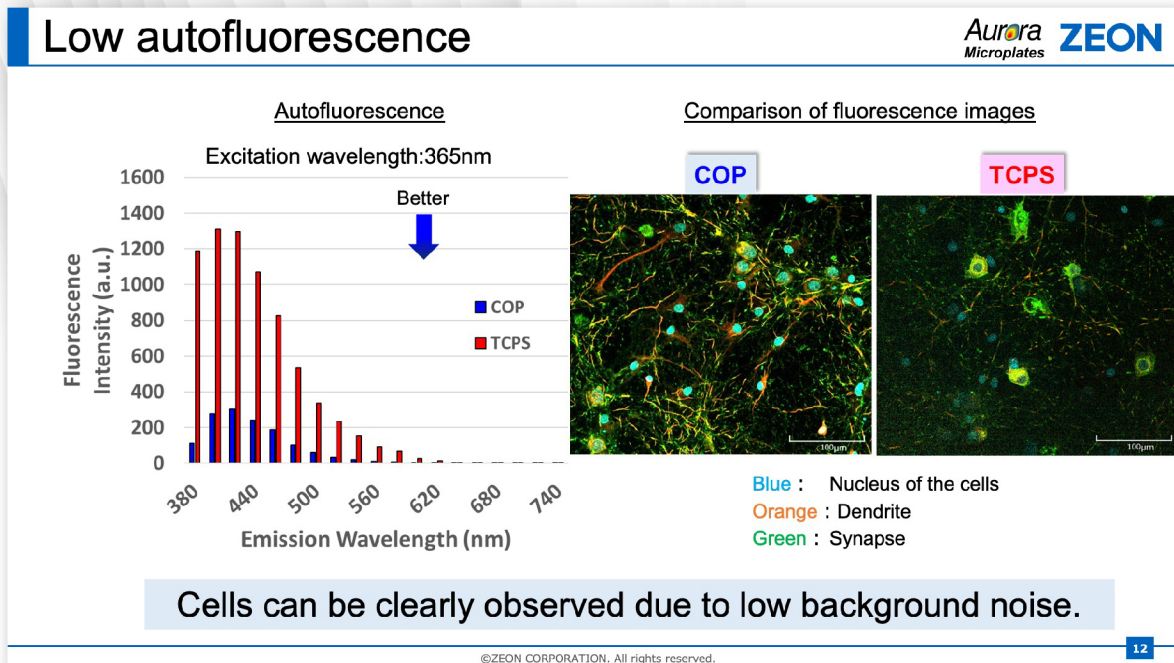 Low autofluorescence
Aurora
Microplates
ZEON
Autofluorescence
Comparison of fluorescence images
Excitation wavelength:365nm
Better
COP
TCPS
Fluorescence
Intensity (a.u.)
1600
1400
1200
1000
800
600
400
200
0
COP
TCPS
380
440
500
560
620
680
740
Emission Wavelength (nm)
100μm
100μm
Blue : Nucleus of the cells
Orange : Dendrite
Green : Synapse
Cells can be clearly observed due to low background noise.
12
©ZEON CORPORATION. All rights reserved.